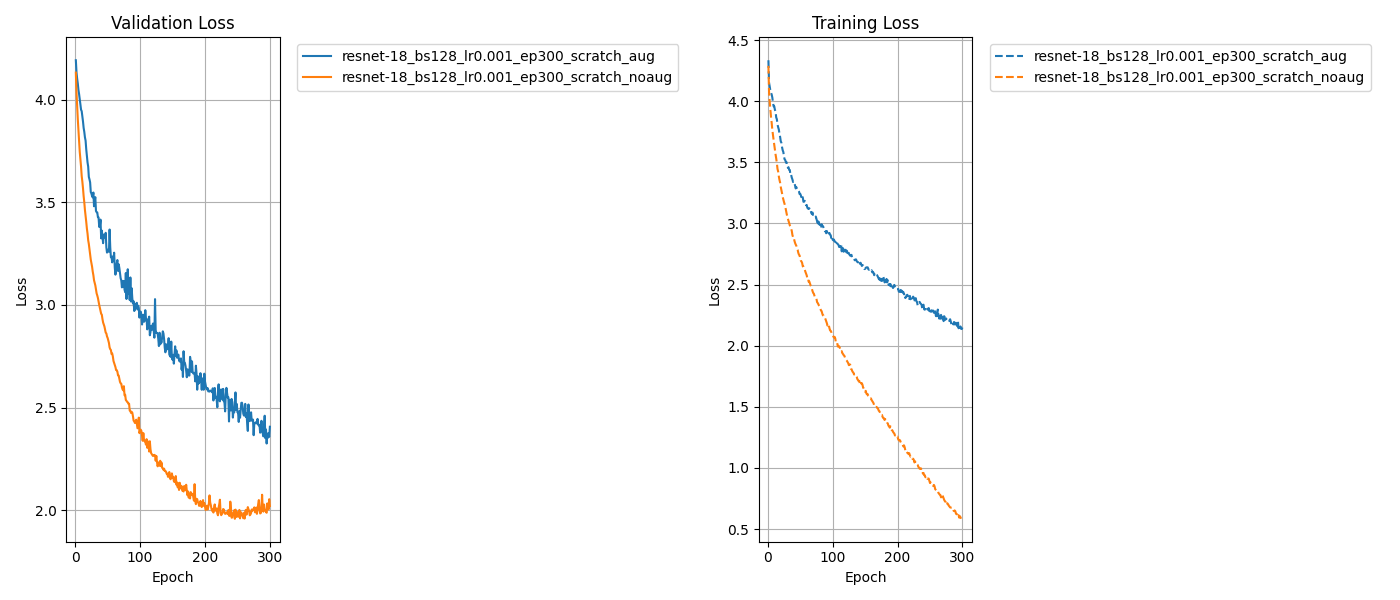 Validation Loss
4.0
3.5
3.0
2.5
2.0
Loss
0 100 200 300
Epoch
resnet-18_bs128_lr0.001_ep300_scratch_aug
resnet-18_bs128_lr0.001_ep300_scratch_noaug
Training Loss
4.5
4.0
3.5
3.0
2.5
2.0
1.5
1.0
0.5
Loss
0 100 200 300
Epoch
resnet-18_bs128_lr0.001_ep300_scratch_aug
resnet-18_bs128_lr0.001_ep300_scratch_noaug